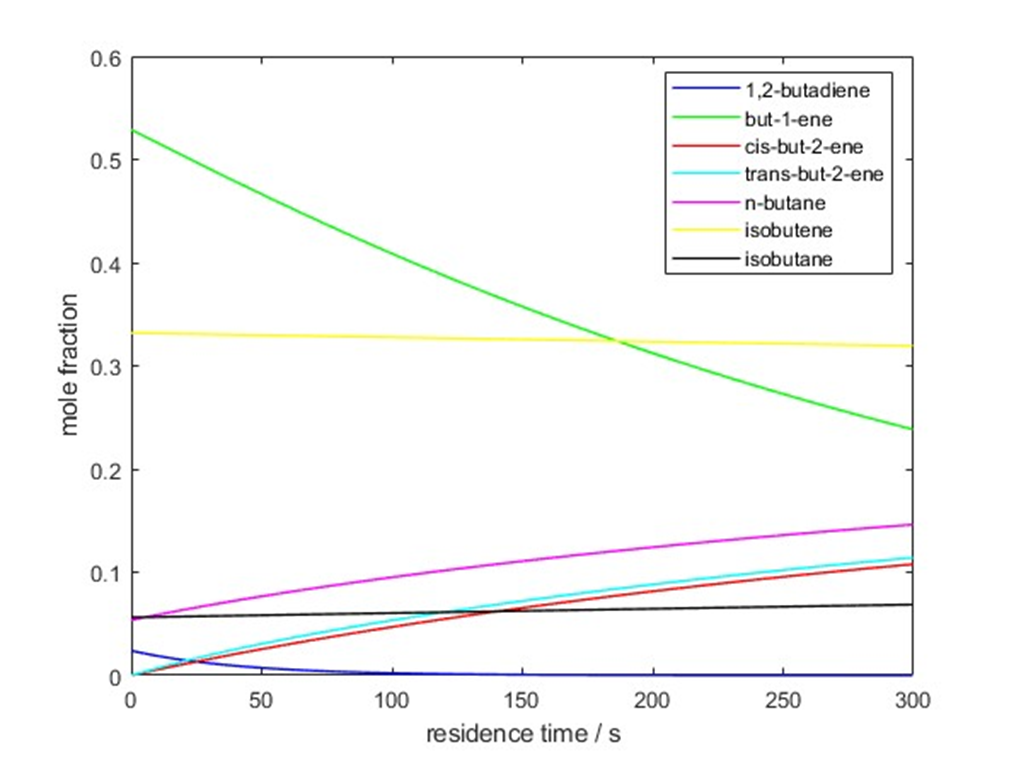 0.6
0.5
0.4
0.3
0.2
0.1
0
mole fraction
1,2-butadiene
but-1-ene
cis-but-2-ene
trans-but-2-ene
n-butane
isobutene
isobutane
0 50 100 150 200 250 300
residence time / s